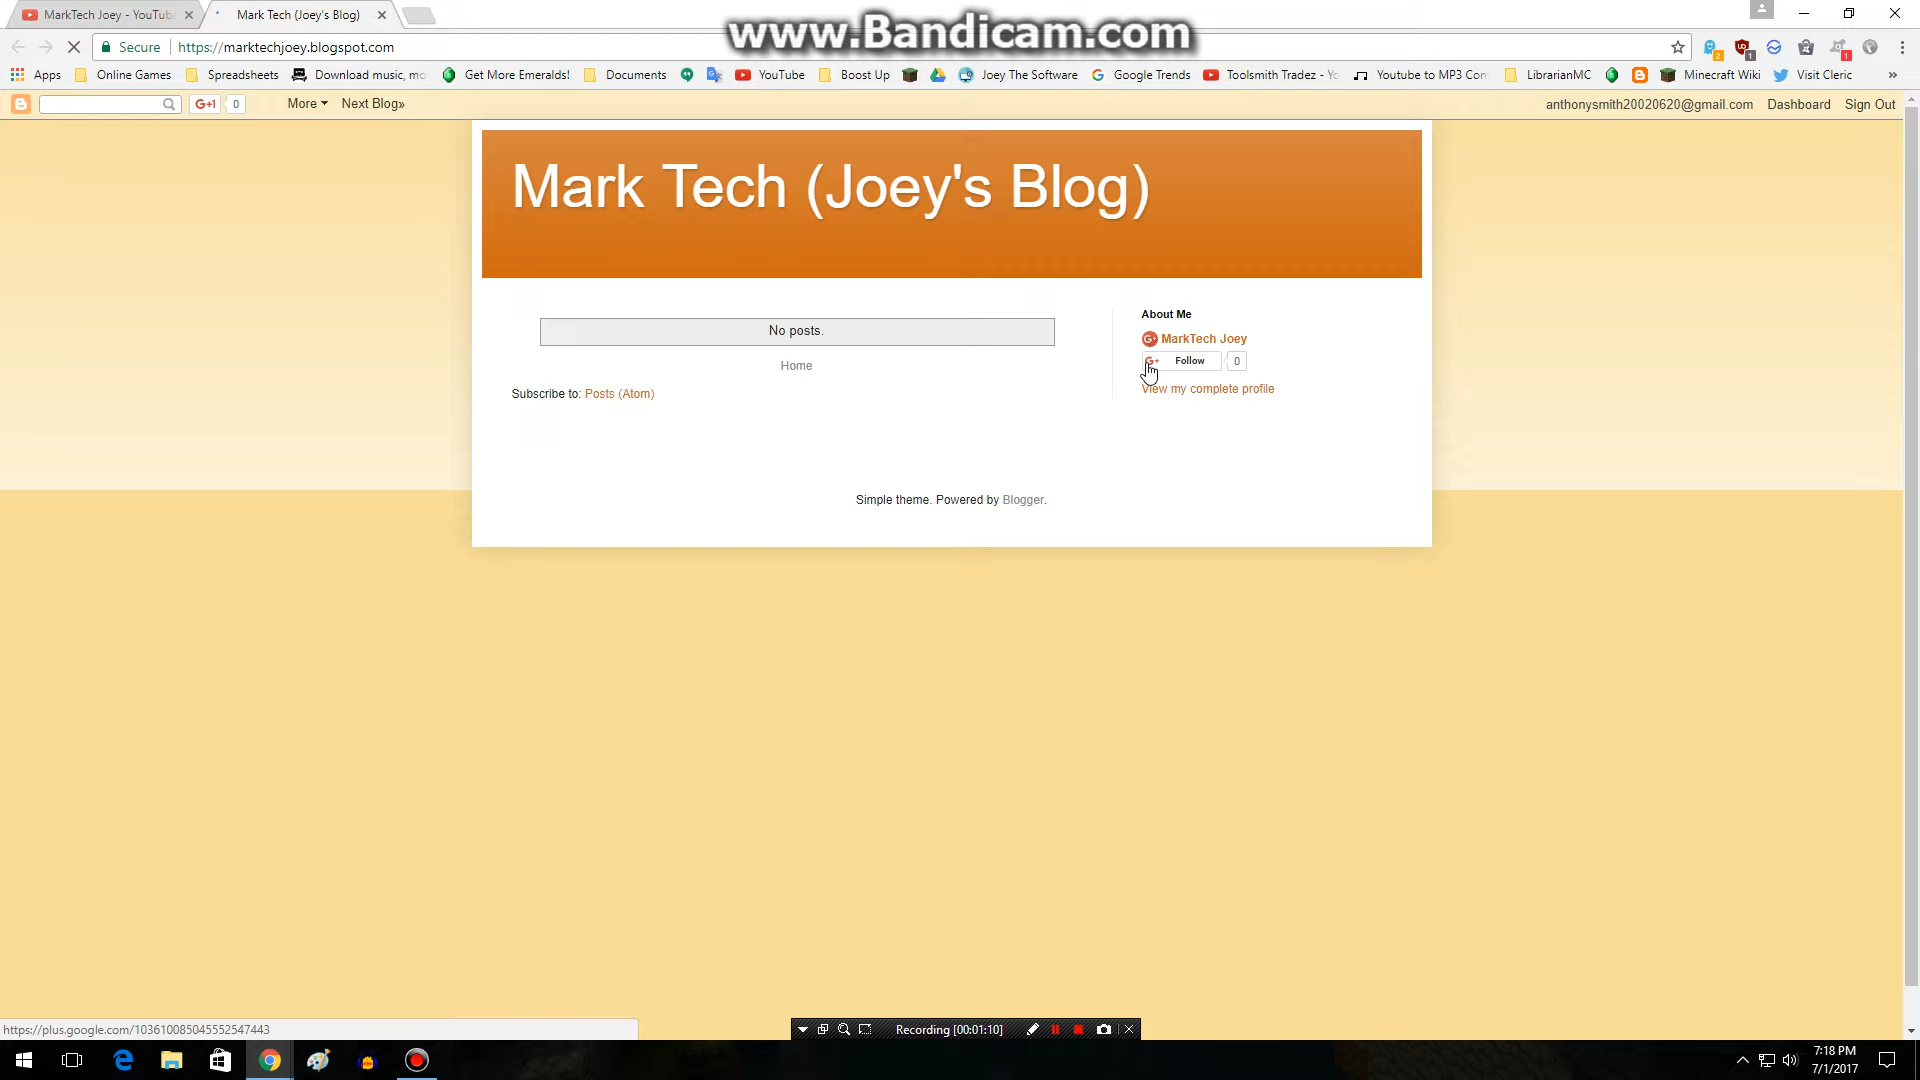 www.Bandicam.com
MarkTech Joey - YouTube
Mark Tech (Joey's Blog)
Secure
https://marktechjoey.blogspot.com
Apps
Online Games
Spreadsheets
Download music, mo
Get More Emeralds!
Documents
YouTube
Boost Up
Joey The Software
Google Trends
Toolsmith Tradez - Yo
Youtube to MP3 Con
LibrarianMC
Minecraft Wiki
Visit Cleric
»
G+1
0
More
Next Blog»
anthonysmith20020620@gmail.com
Dashboard
Sign Out
Mark Tech (Joey's Blog)
No posts.
Home
Subscribe to: Posts (Atom)
About Me
MarkTech Joey
Follow
0
View my complete profile
Simple theme. Powered by Blogger.
https://plus.google.com/103610085045552547443
Recording [00:01:10]
7:18 PM
7/1/2017